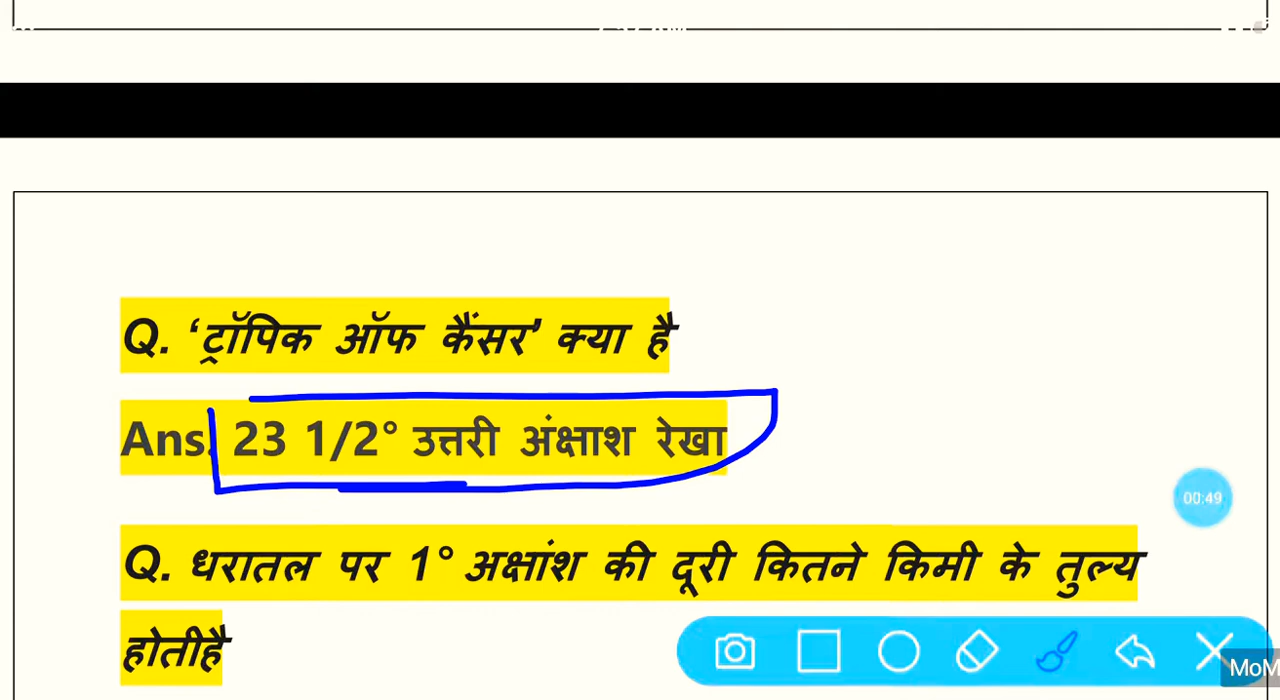 Q. ‘ट्रॉपिक ऑफ कैंसर’ क्या है
Ans. 23 1/2° उत्तरी अंक्षाश रेखा
00:49
Q. धरातल पर 1° अक्षांश की दूरी कितने किमी के तुल्य
होतीहै